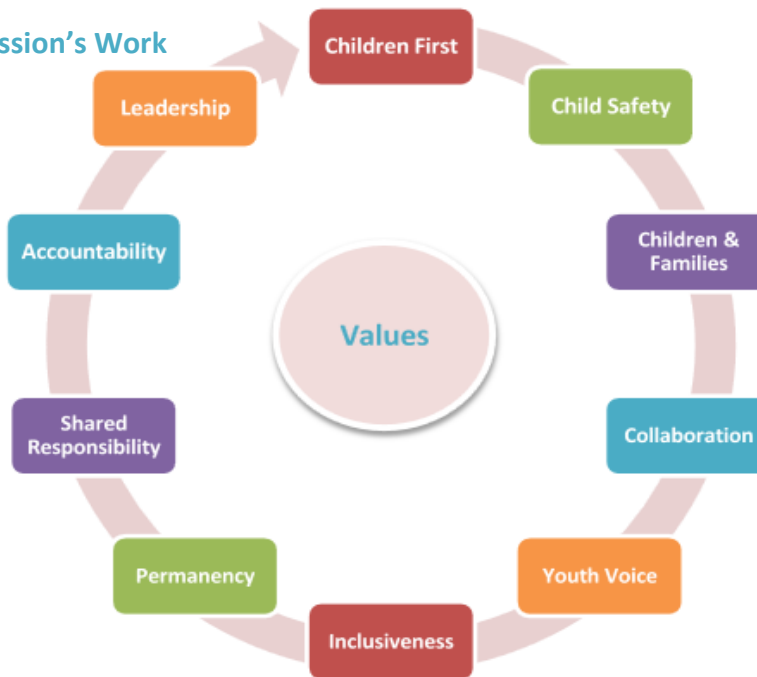 ssion's Work
Children First
Child Safety
Children &
Families
Collaboration
Youth Voice
Inclusiveness
Permanency
Shared
Responsibility
Accountability
Leadership
Values